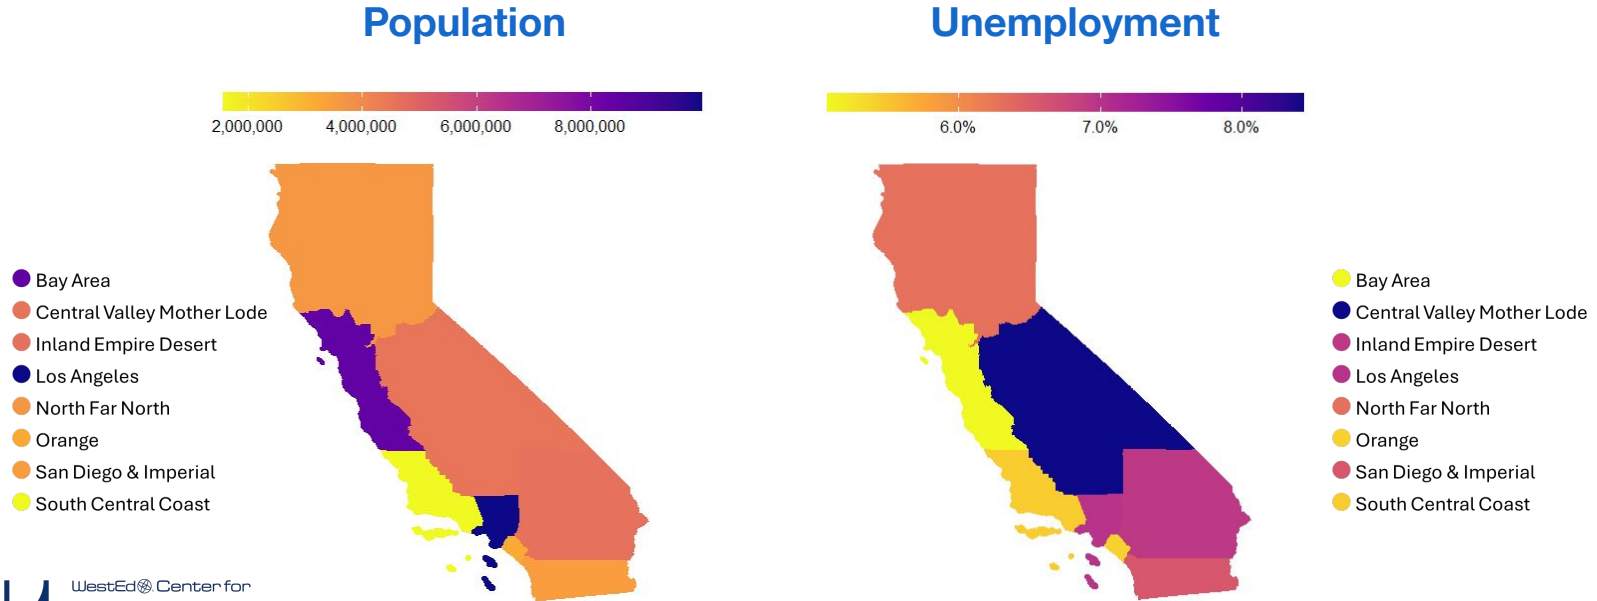 Population
Unemployment
2,000,000 4,000,000 6,000,000 8,000,000
6.0% 7.0% 8.0%
Bay Area
Central Valley Mother Lode
Inland Empire Desert
Los Angeles
North Far North
Orange
San Diego & Imperial
South Central Coast
Bay Area
Central Valley Mother Lode
Inland Empire Desert
Los Angeles
North Far North
Orange
San Diego & Imperial
South Central Coast
WestEd Center for